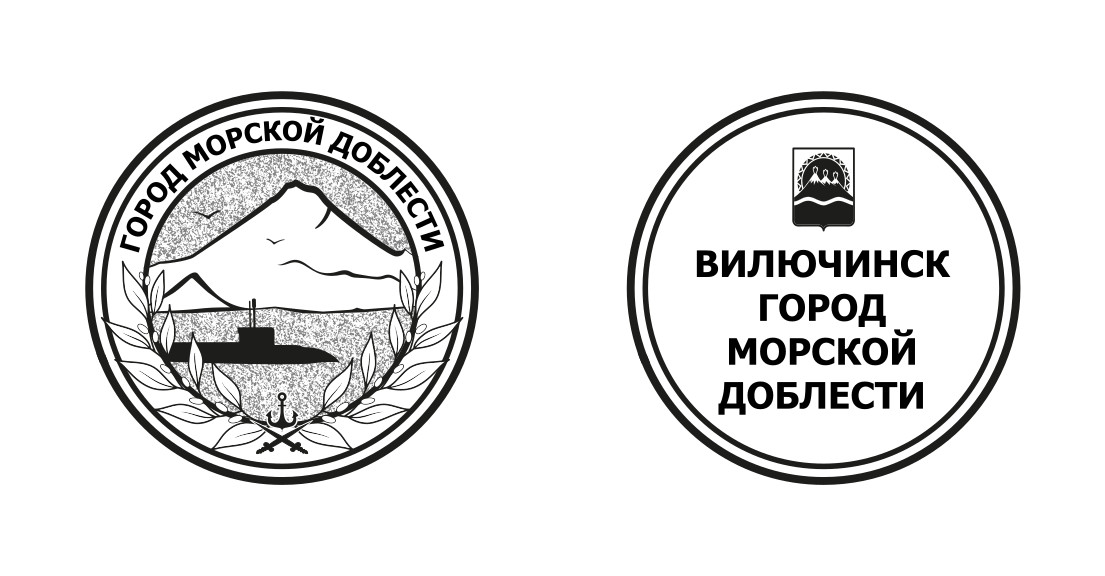 ГОРОД МОРСКОЙ ДОБЛЕСТИ
ВИЛЮЧИНСК
ГОРОД
МОРСКОЙ
ДОБЛЕСТИ